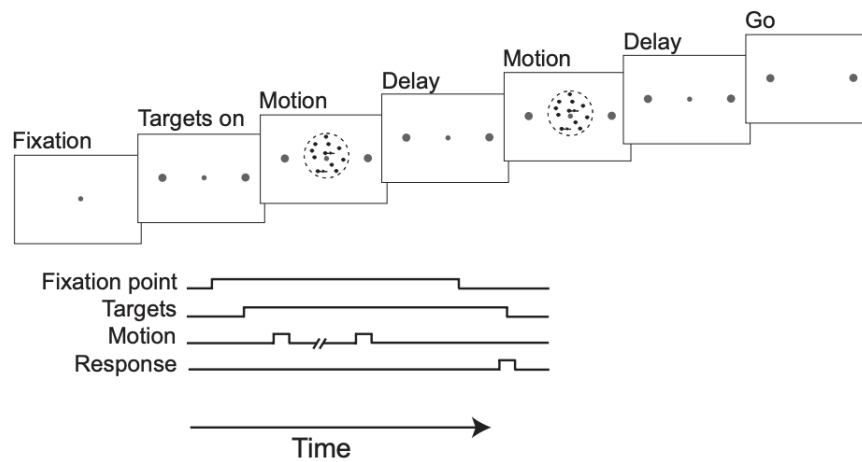 Fixation
Targets on
Motion
Delay
Motion
Delay
Go
Fixation point
Targets
Motion
Response
Time